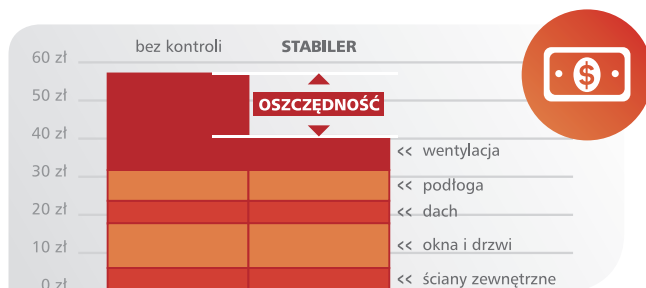 bez kontroli STABILER
60 zł
50 zł
OSZCZĘDNOŚĆ
40 zł
<< wentylacja
30 zł
<< podłoga
20 zł
<< dach
10 zł
<< okna i drzwi
0 zł
<< ściany zewnętrzne
$